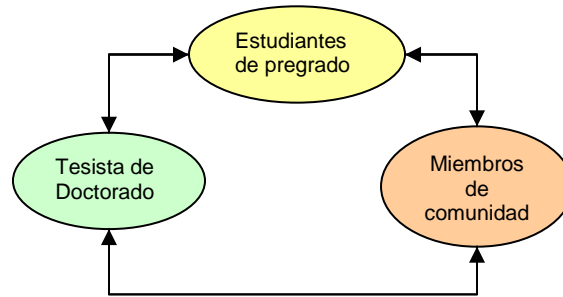 Estudiantes
de pregrado
Tesista de
Doctorado
Miembros
de
comunidad